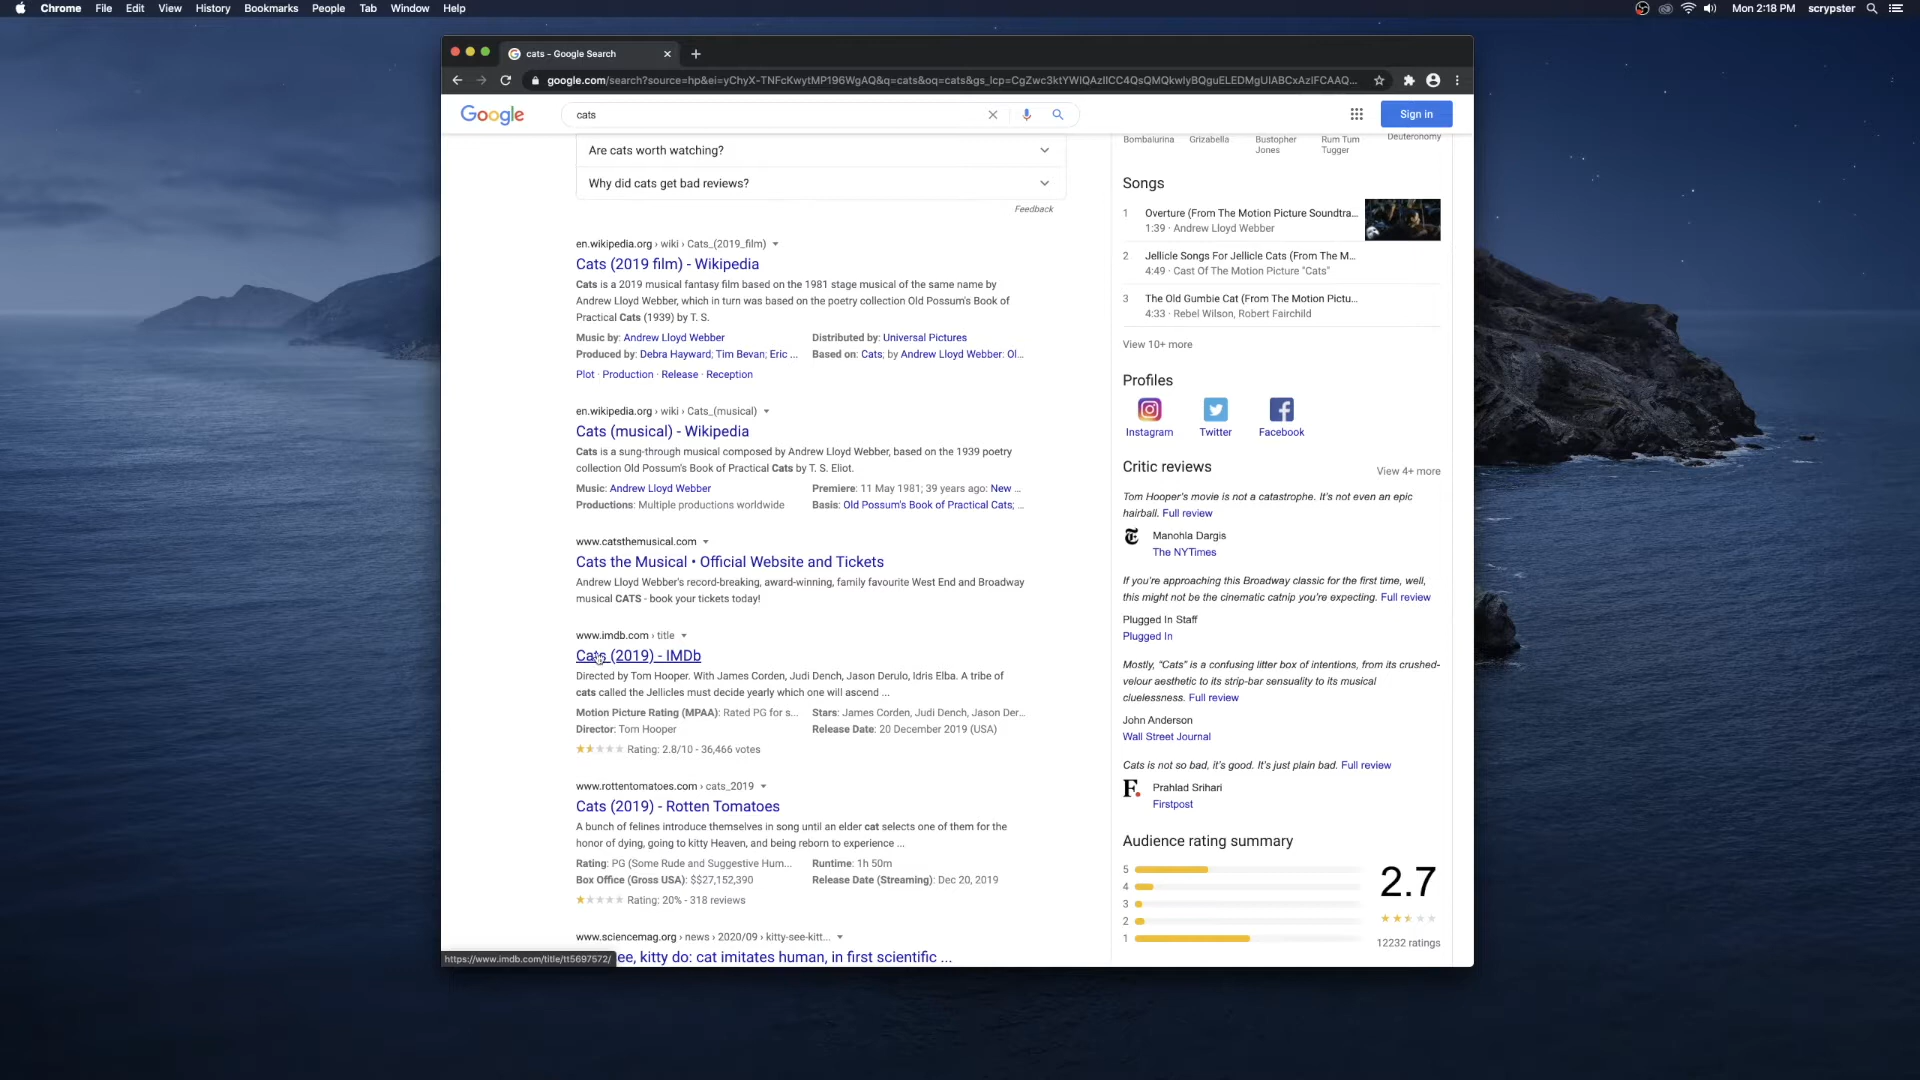 Chrome File Edit View History Bookmarks People Tab Window Help
Mon 2:18 PM scrypster
cats - Google Search
google.com/search?source=hp&ei=yChyX-TNFcKwytMP196WgAQ&q=cats&oq=cats&gs_lcp=CgZwc3ktYWIQAzIICC4QsQMQkwIyBQguELEDMgUIABCxAzIFCAAQ...
Google
cats
Sign in
Are cats worth watching?
Why did cats get bad reviews?
Feedback
en.wikipedia.org › wiki › Cats_(2019_film)
Cats (2019 film) - Wikipedia
Cats is a 2019 musical fantasy film based on the 1981 stage musical of the same name by
Andrew Lloyd Webber, which in turn was based on the poetry collection Old Possum's Book of
Practical Cats (1939) by T. S.
Music by: Andrew Lloyd Webber
Distributed by: Universal Pictures
Produced by: Debra Hayward; Tim Bevan; Eric ...
Based on: Cats; by Andrew Lloyd Webber: Ol...
Plot · Production · Release · Reception
en.wikipedia.org › wiki › Cats_(musical)
Cats (musical) - Wikipedia
Cats is a sung-through musical composed by Andrew Lloyd Webber, based on the 1939 poetry
collection Old Possum's Book of Practical Cats by T. S. Eliot.
Music: Andrew Lloyd Webber
Premiere: 11 May 1981; 39 years ago: New ...
Productions: Multiple productions worldwide
Basis: Old Possum's Book of Practical Cats; ...
www.catsthemusical.com
Cats the Musical • Official Website and Tickets
Andrew Lloyd Webber's record-breaking, award-winning, family favourite West End and Broadway
musical CATS - book your tickets today!
www.imdb.com › title
Cats (2019) - IMDb
Directed by Tom Hooper. With James Corden, Judi Dench, Jason Derulo, Idris Elba. A tribe of
cats called the Jellicles must decide yearly which one will ascend ...
Motion Picture Rating (MPAA): Rated PG for s...
Stars: James Corden, Judi Dench, Jason Der...
Director: Tom Hooper
Release Date: 20 December 2019 (USA)
Rating: 2.8/10 - 36,466 votes
www.rottentomatoes.com › cats_2019
Cats (2019) - Rotten Tomatoes
A bunch of felines introduce themselves in song until an elder cat selects one of them for the
honor of dying, going to kitty Heaven, and being reborn to experience ...
Rating: PG (Some Rude and Suggestive Hum...
Runtime: 1h 50m
Box Office (Gross USA): $$27,152,390
Release Date (Streaming): Dec 20, 2019
Rating: 20% - 318 reviews
www.sciencemag.org › news › 2020/09 › kitty-see-kitt...
ee, kitty do: cat imitates human, in first scientific ...
https://www.imdb.com/title/tt5697572/
Bombalurina
Grizabella
Bustopher
Jones
Rum Tum
Tugger
Deuteronomy
Songs
1 Overture (From The Motion Picture Soundtra...
1:39 · Andrew Lloyd Webber
2 Jellicle Songs For Jellicle Cats (From The M...
4:49 · Cast Of The Motion Picture "Cats"
3 The Old Gumbie Cat (From The Motion Pictu...
4:33 · Rebel Wilson, Robert Fairchild
View 10+ more
Profiles
Instagram
Twitter
Facebook
Critic reviews
View 4+ more
Tom Hooper's movie is not a catastrophe. It's not even an epic
hairball. Full review
Manohla Dargis
The NYTimes
If you're approaching this Broadway classic for the first time, well,
this might not be the cinematic catnip you're expecting. Full review
Plugged In Staff
Plugged In
Mostly, “Cats” is a confusing litter box of intentions, from its crushed-
velour aesthetic to its strip-bar sensuality to its musical
cluelessness. Full review
John Anderson
Wall Street Journal
Cats is not so bad, it's good. It's just plain bad. Full review
F.
Prahlad Srihari
Firstpost
Audience rating summary
5
4
3
2
1
2.7
12232 ratings